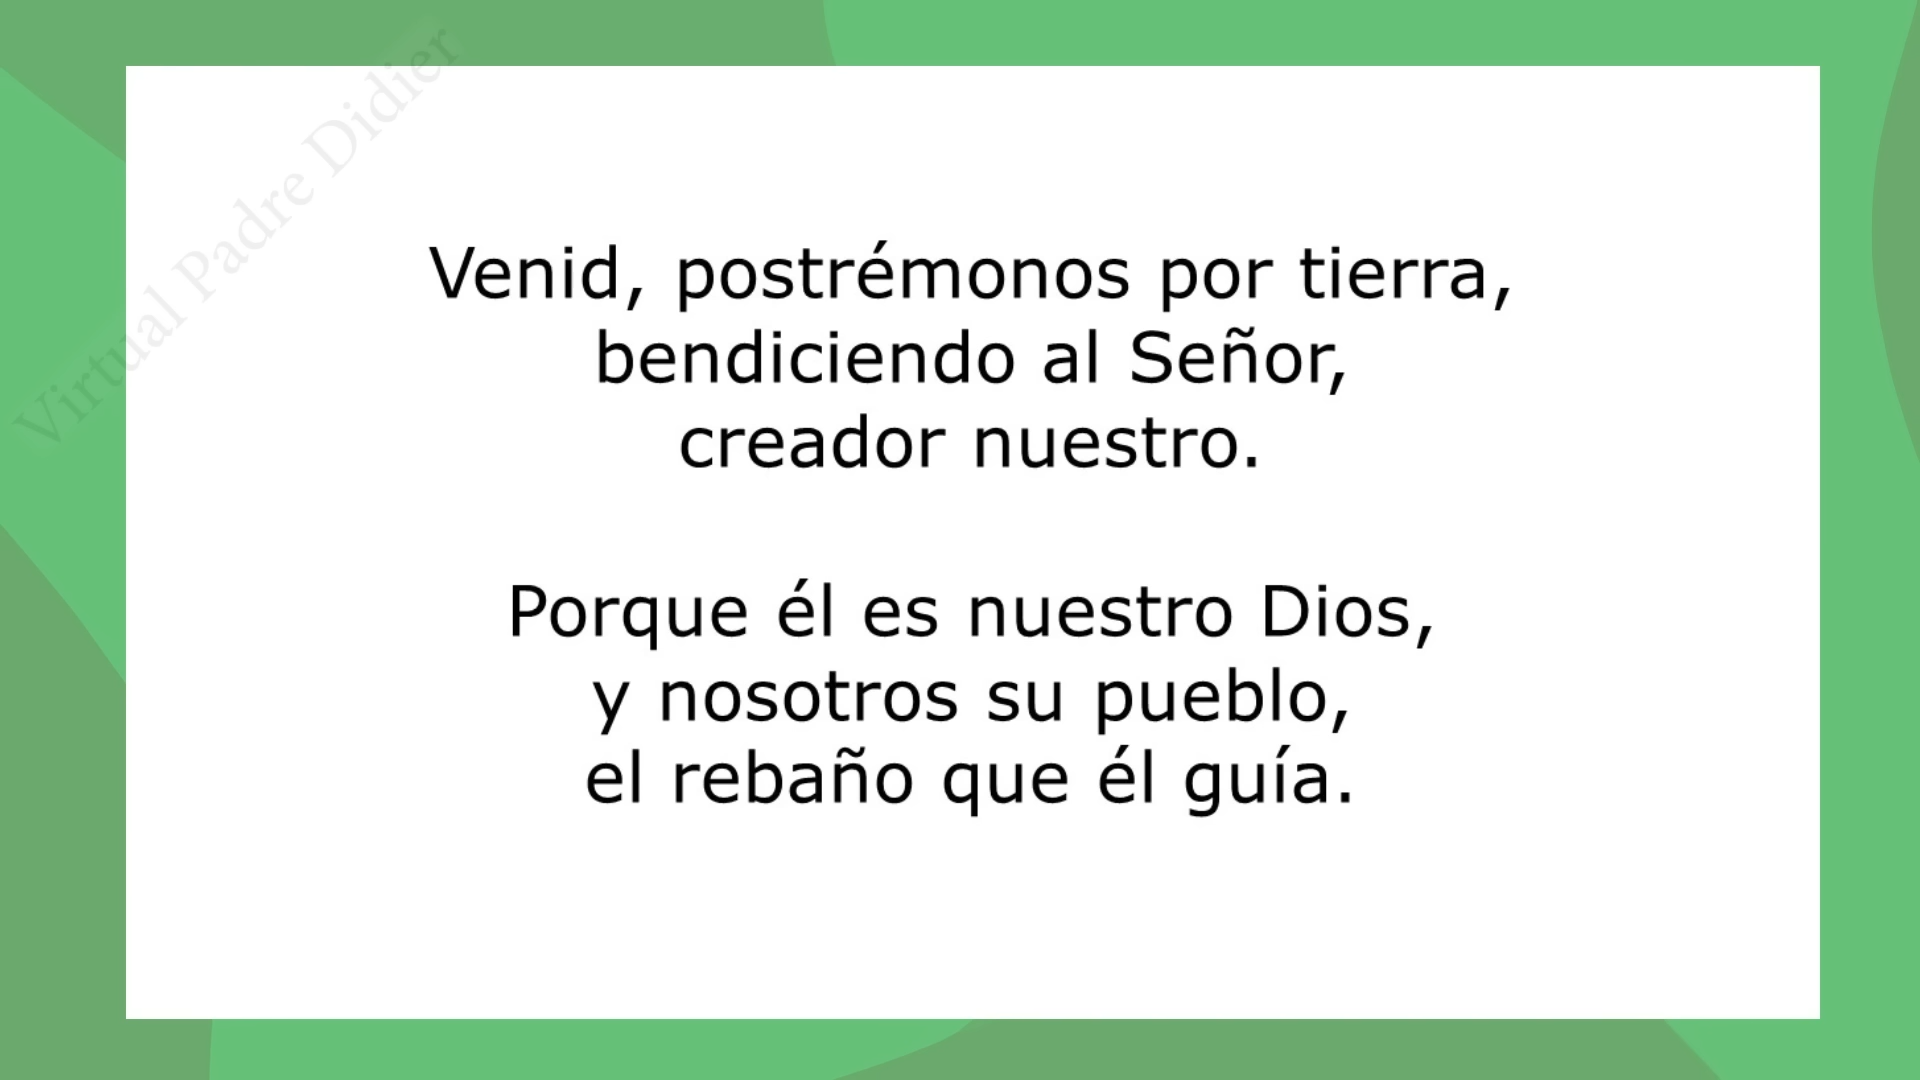 Virtual Padre Didier
Venid, postrémonos por tierra,
bendiciendo al Señor,
creador nuestro.
Porque él es nuestro Dios,
y nosotros su pueblo,
el rebaño que él guía.